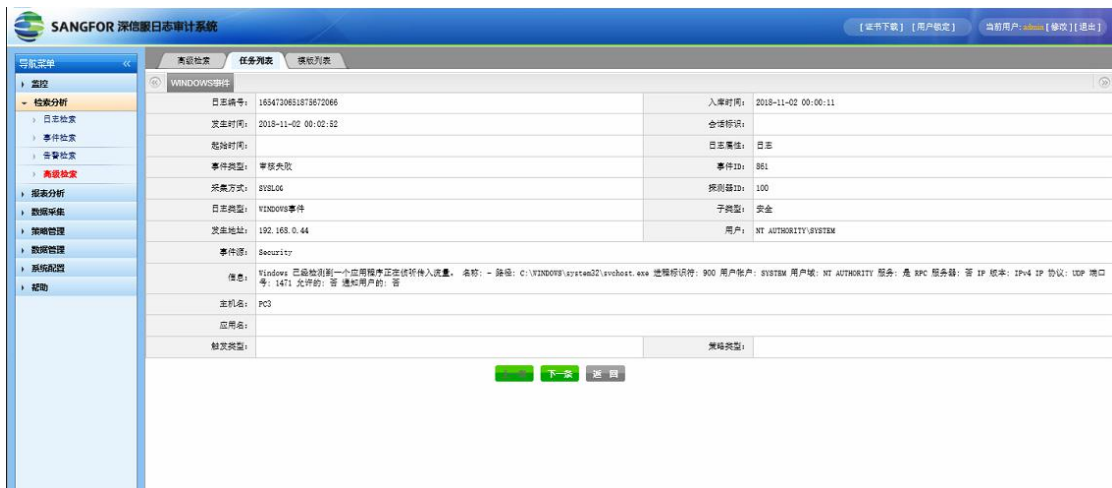 SANGFOR 深信服日志审计系统
[证书下载] [用户锁定] 当前用户: admin [修改] [退出]
导航菜单 «
高级检索 任务列表 模板列表
监控
WINDOWS事件
检索分析
日志检索
事件检索
告警检索
高级检索
报表分析
数据采集
策略管理
数据管理
系统配置
帮助
日志编号: 1654730651875672066 入库时间: 2018-11-02 00:00:11
发生时间: 2018-11-02 00:02:52 会话标识:
起始时间: 日志属性: 日志
事件类型: 审核失败 事件ID: 861
采集方式: SYSLOG 探测器ID: 100
日志类型: WINDOWS事件 子类型: 安全
发生地址: 192.168.0.44 用户: NT AUTHORITY\SYSTEM
事件源: Security
信息: Windows 已经检测到一个应用程序正在侦听传入流量。 名称: - 路径: C:\WINDOWS\system32\svchost.exe 进程标识符: 900 用户帐户: SYSTEM 用户域: NT AUTHORITY 服务: 是 RPC 服务器: 否 IP 版本: IPv4 IP 协议: UDP 端口
号: 1471 允许的: 否 通知用户的: 否
主机名: PC3
应用名:
触发类型: 策略类型:
下一条 返 回